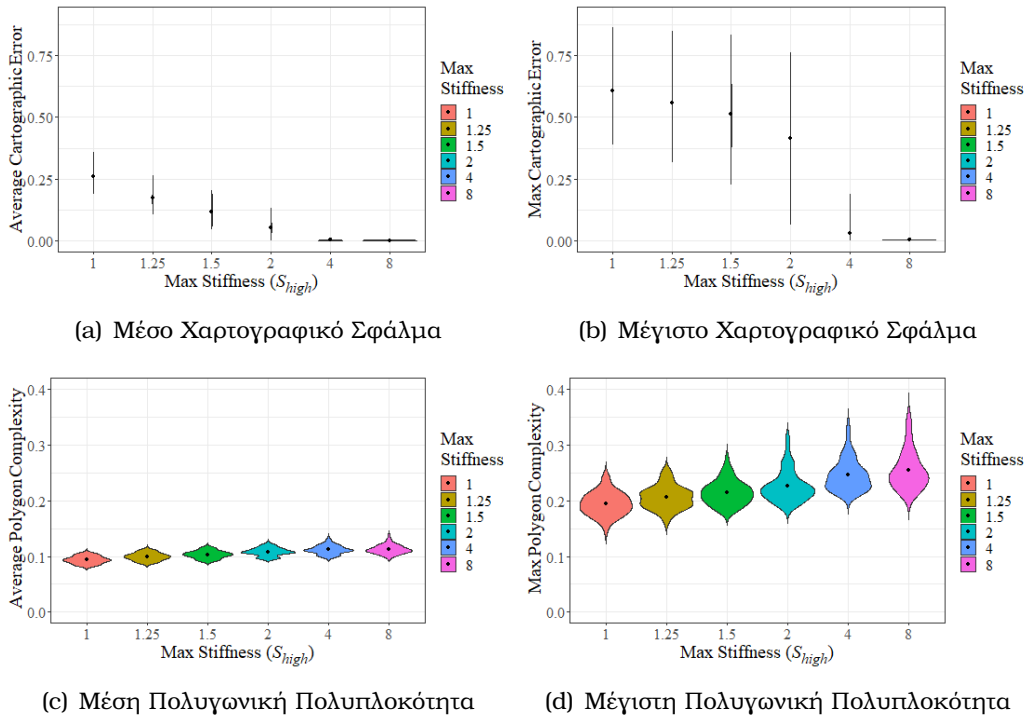 Average Cartographic Error
0.75
0.50
0.25
0.00
1 1.25 1.5 2 4 8
Max Stiffness (S_high)
Max
Stiffness
1
1.25
1.5
2
4
8
(a) Μέσο Χαρτογραφικό Σφάλμα
Max Cartographic Error
0.75
0.50
0.25
0.00
1 1.25 1.5 2 4 8
Max Stiffness (S_high)
Max
Stiffness
1
1.25
1.5
2
4
8
(b) Μέγιστο Χαρτογραφικό Σφάλμα
Average Polygon Complexity
0.4
0.3
0.2
0.1
0.0
1 1.25 1.5 2 4 8
Max Stiffness (S_high)
Max
Stiffness
1
1.25
1.5
2
4
8
(c) Μέση Πολυγωνική Πολυπλοκότητα
Max Polygon Complexity
0.4
0.3
0.2
0.1
0.0
1 1.25 1.5 2 4 8
Max Stiffness (S_high)
Max
Stiffness
1
1.25
1.5
2
4
8
(d) Μέγιστη Πολυγωνική Πολυπλοκότητα